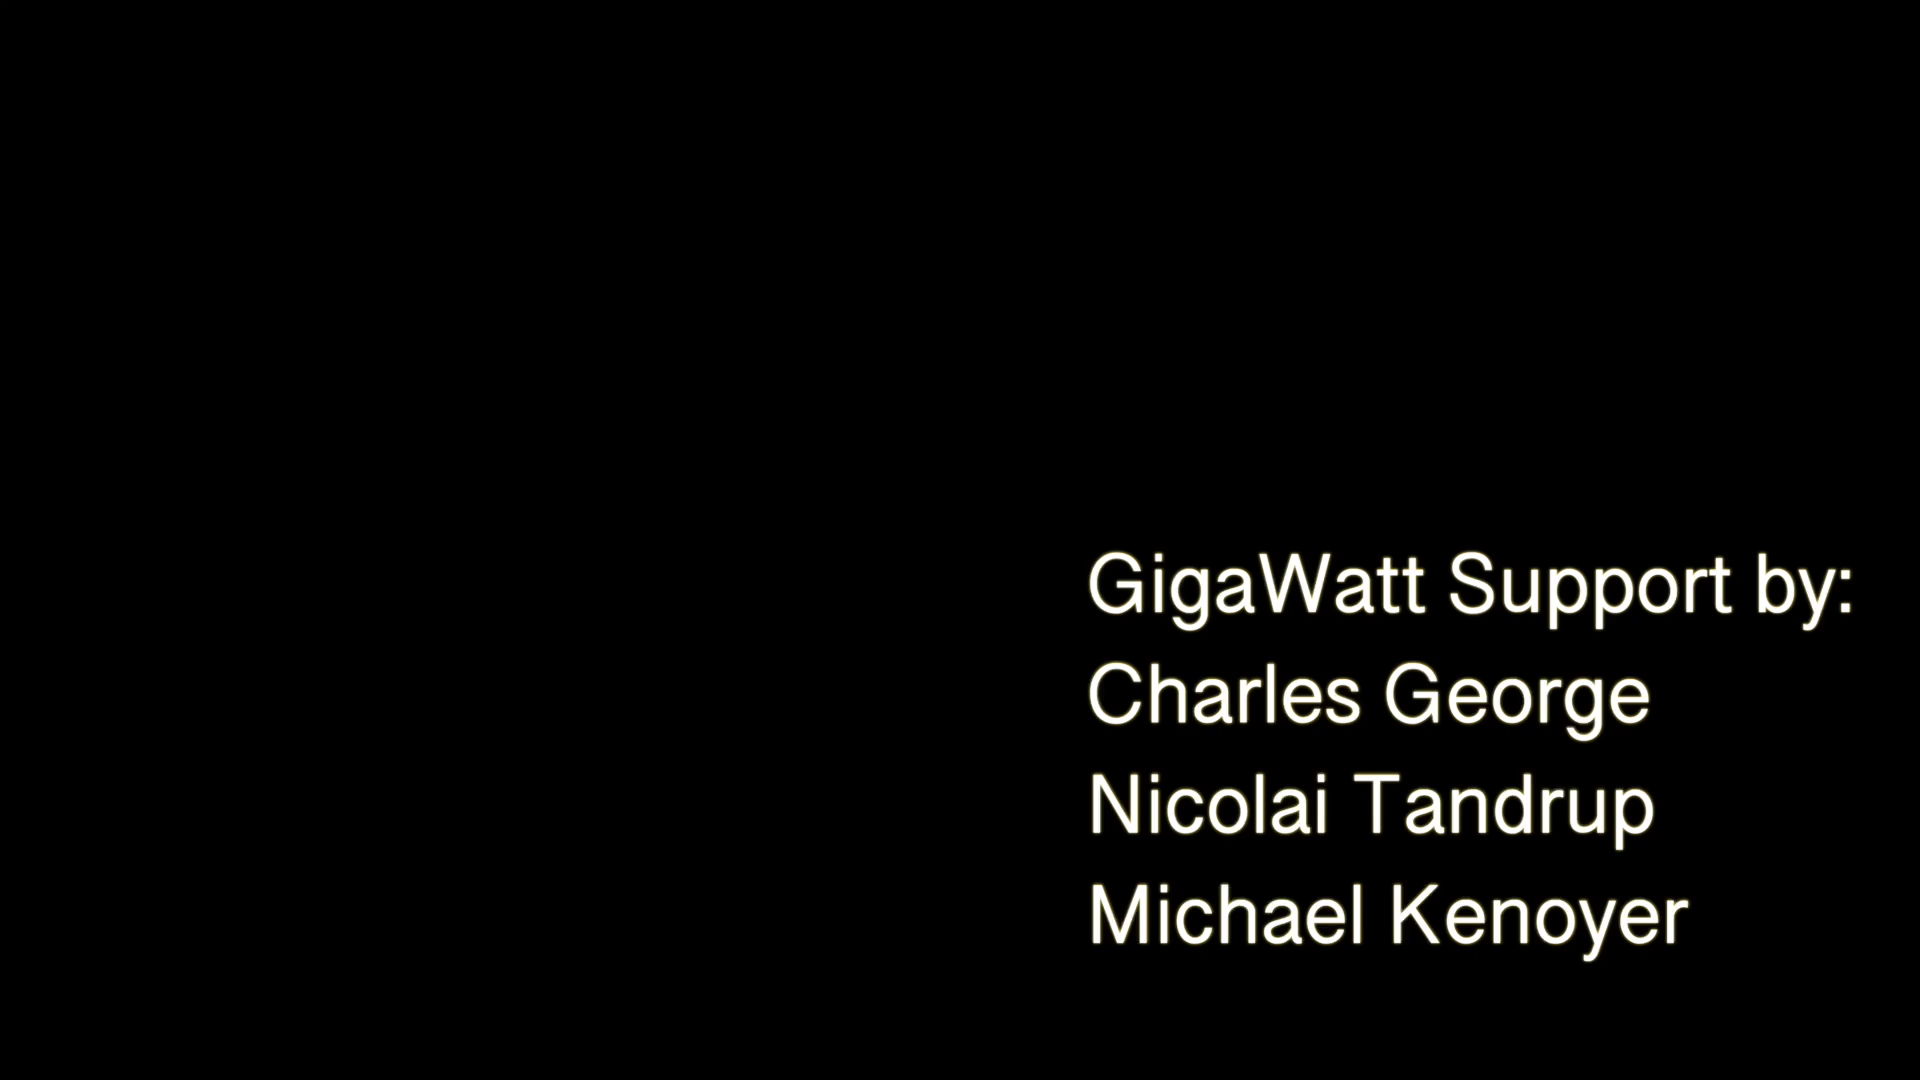 GigaWatt Support by:
Charles George
Nicolai Tandrup
Michael Kenoyer